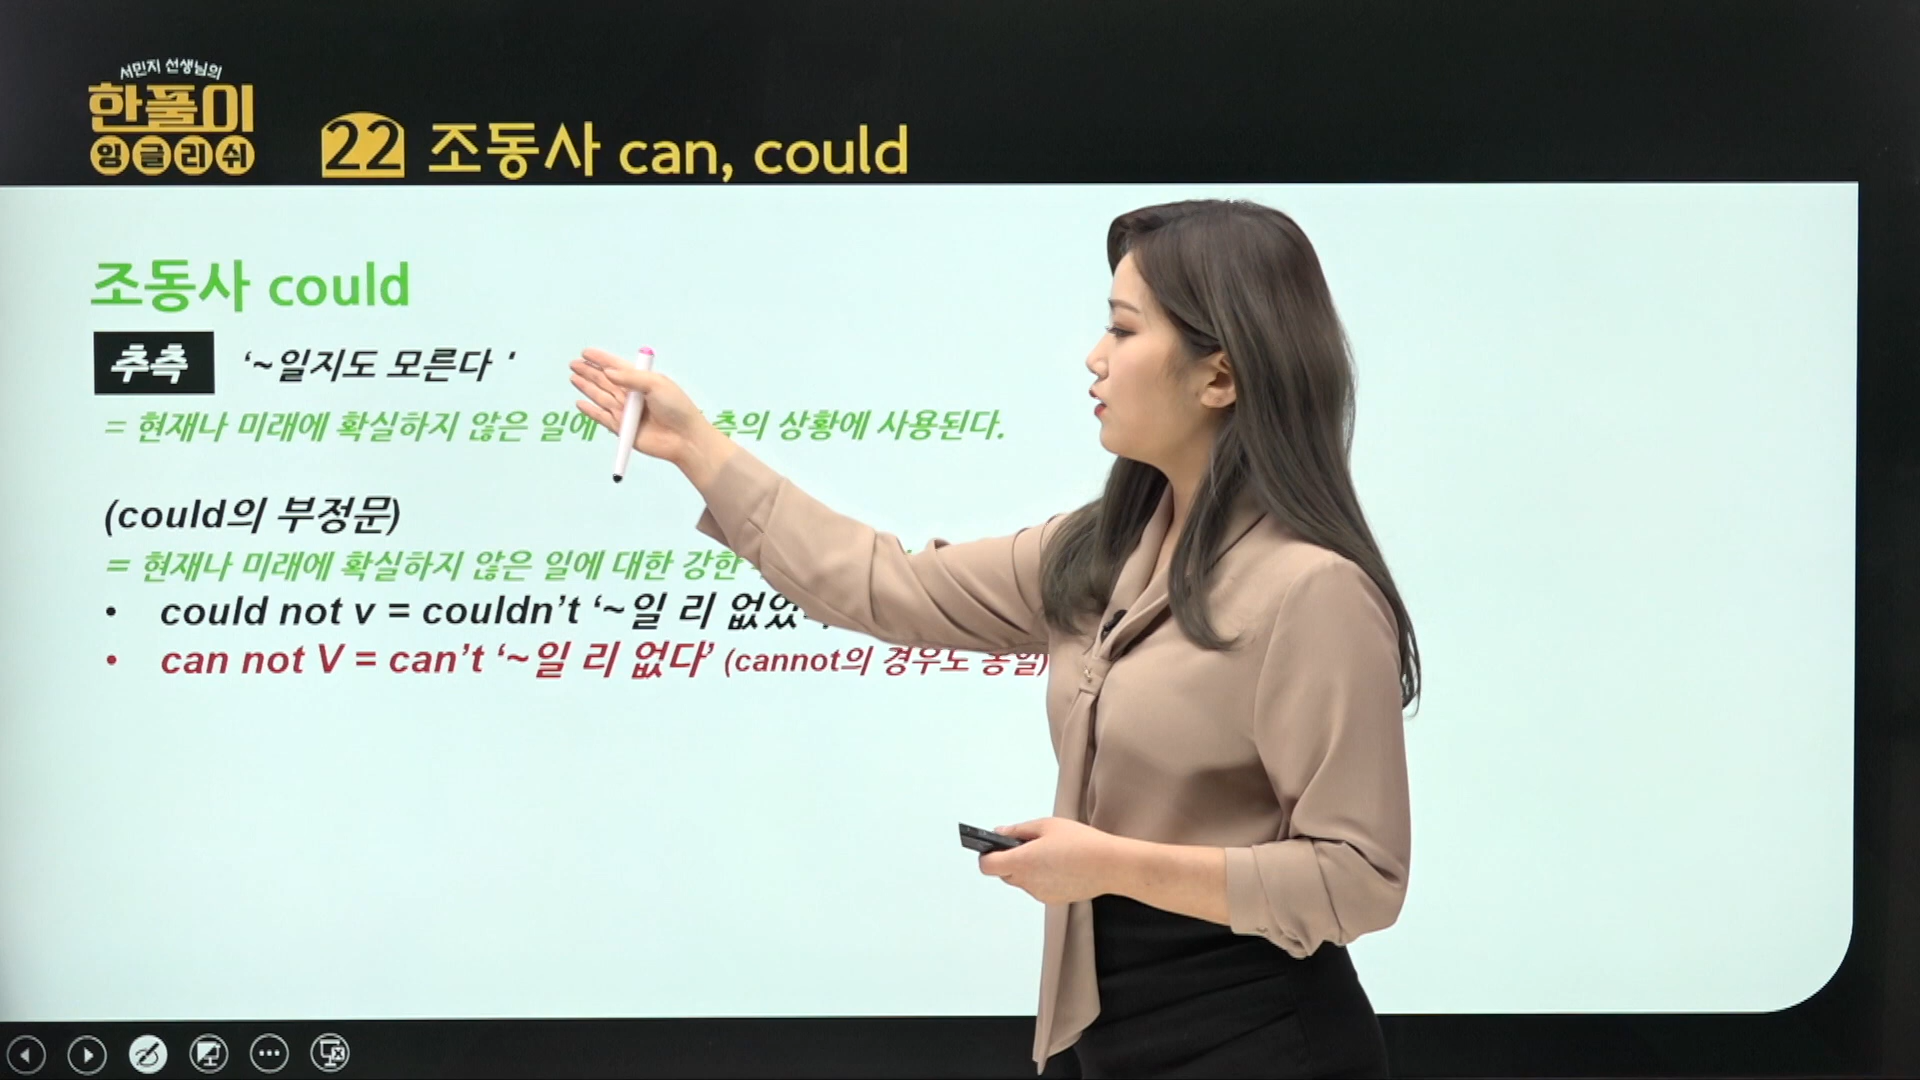 서민지 선생님의
한풀이
잉글리쉬
22 조동사 can, could
조동사 could
추측 ‘~일지도 모른다 ‘
= 현재나 미래에 확실하지 않은 일에 측의 상황에 사용된다.
(could의 부정문)
= 현재나 미래에 확실하지 않은 일에 대한 강한
• could not v = couldn’t ‘~일 리 없었
• can not V = can’t ‘~일 리 없다’ (cannot의 경우도 동일)